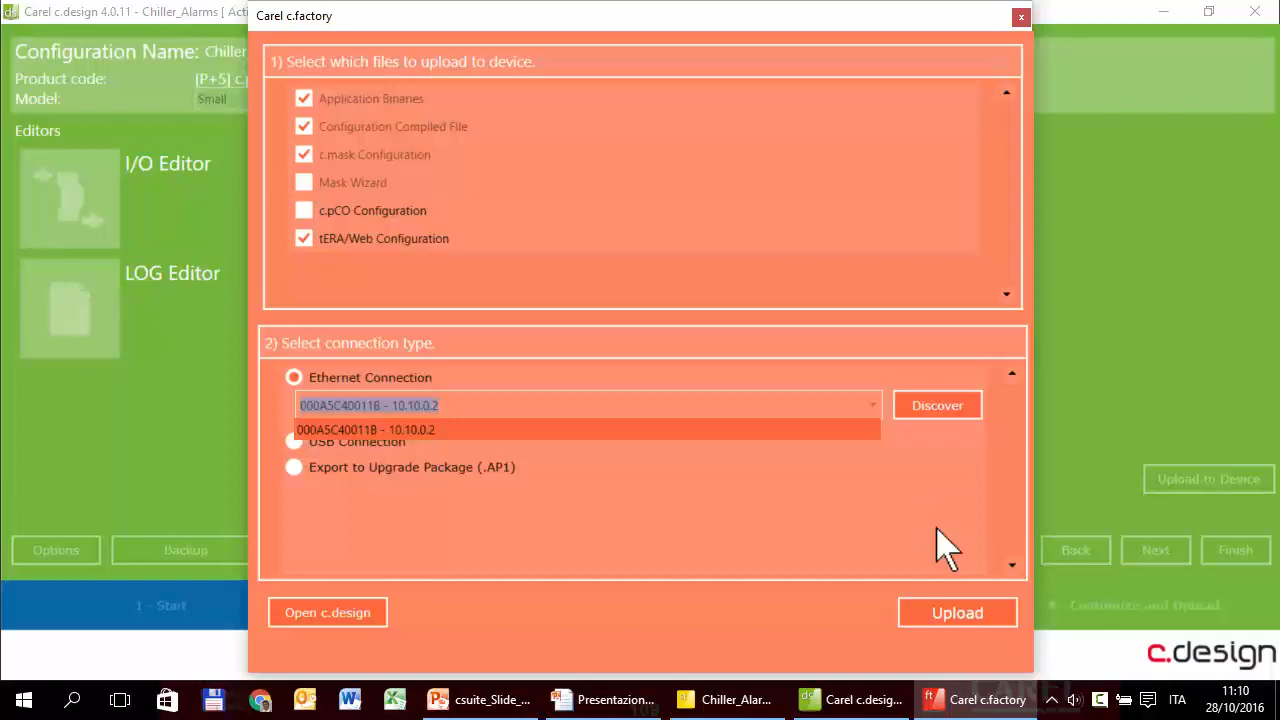 Carel c.design 4.0.11 - Chiller_Alarms [ Acti
Carel c.factory
Configuration Name: Chiller
Product code: [P+5] c.p
Model: Small
Editors
I/O Editor
LOG Editor
1) Select which files to upload to device.
Application Binaries
Configuration Compiled File
c.mask Configuration
Mask Wizard
c.pCO Configuration
tERA/Web Configuration
2) Select connection type.
Ethernet Connection
000A5C40011B - 10.10.0.2
Discover
000A5C40011B - 10.10.0.2
USB Connection
Export to Upgrade Package (.AP1)
Upload to Device
Options
Backup
Back
Next
Finish
1 - Start
Open c.design
Upload
Customize and Upload
c.design
csuite_Slide_...
Presentazion...
Chiller_Alar...
Carel c.desig...
Carel c.factory
ITA
11:10
28/10/2016